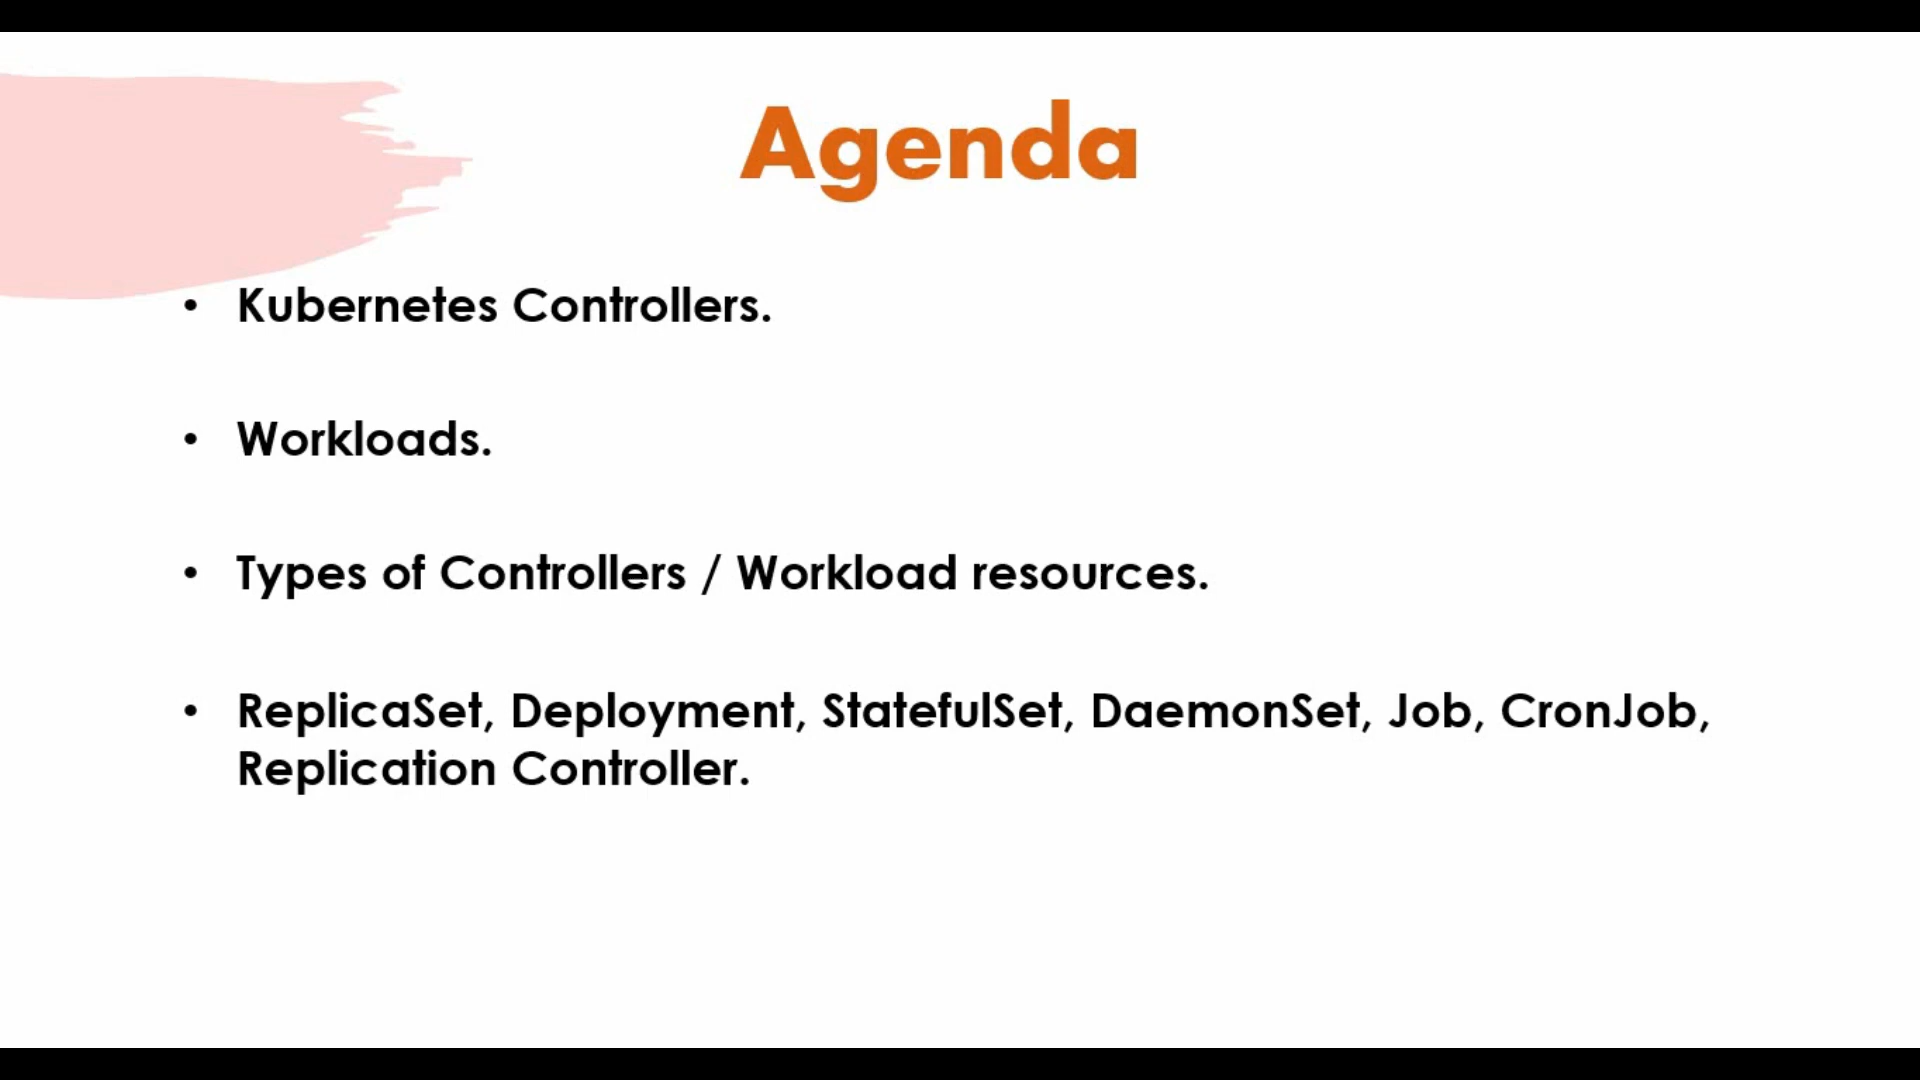 Agenda
• Kubernetes Controllers.
• Workloads.
• Types of Controllers / Workload resources.
• ReplicaSet, Deployment, StatefulSet, DaemonSet, Job, CronJob,
Replication Controller.